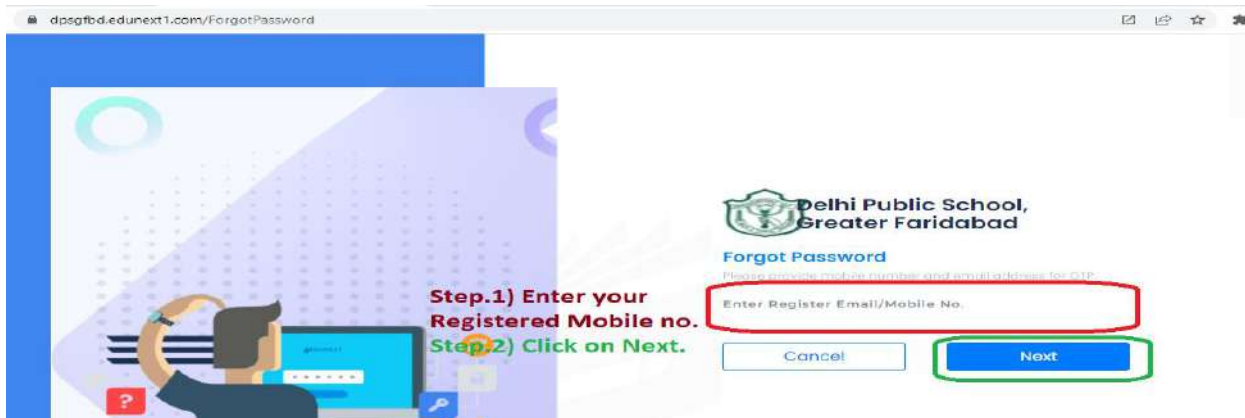 dpsgfbd.edunext1.com/ForgotPassword
Delhi Public School,
Greater Faridabad
Forgot Password
Please provide mobile number and email address for OTP.
Step.1) Enter your
Registered Mobile no.
Step.2) Click on Next.
Enter Register Email/Mobile No.
Cancel
Next
?